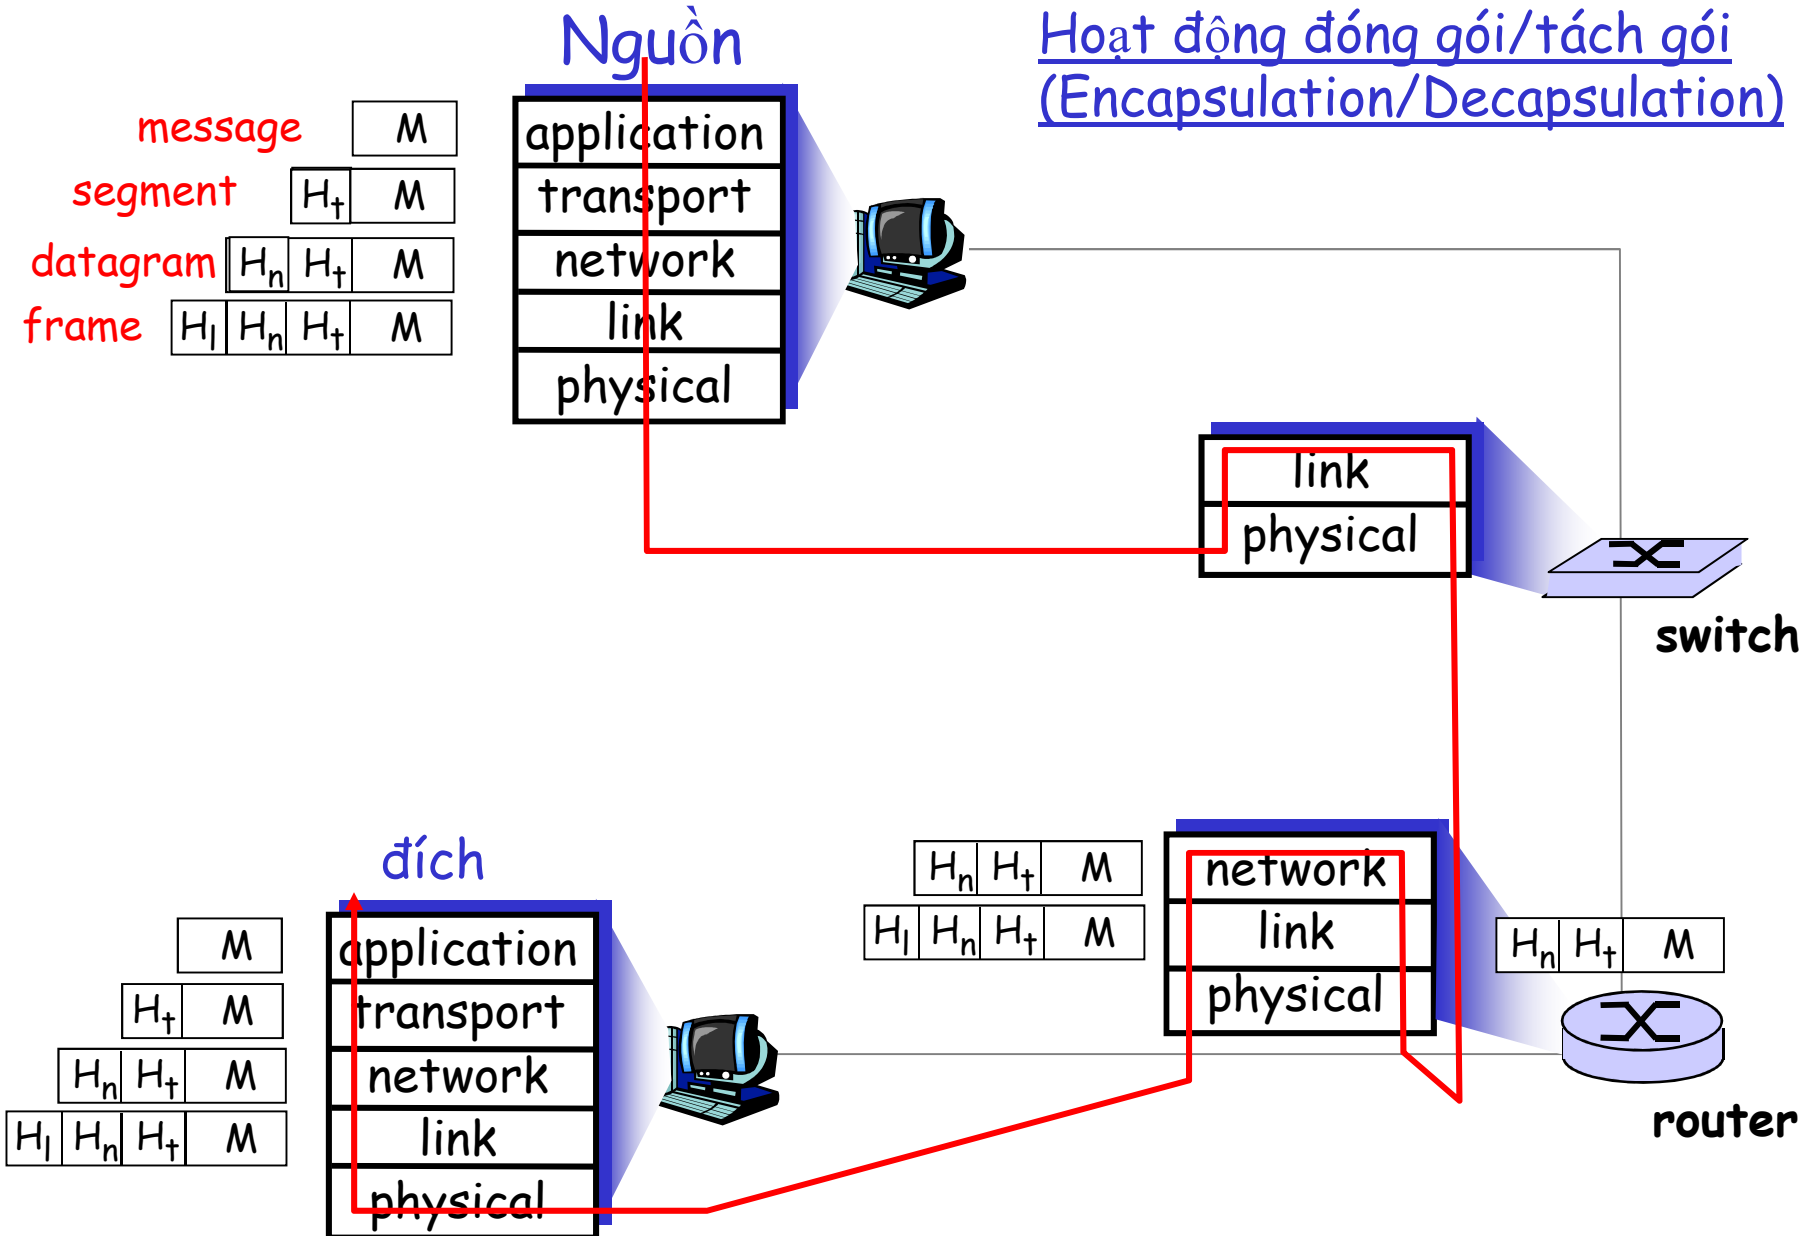 Nguồn
Hoạt động đóng gói/tách gói
(Encapsulation/Decapsulation)
message M
segment Ht M
datagram Hn Ht M
frame Hl Hn Ht M
application
transport
network
link
physical
link
physical
switch
Hn Ht M
Hl Hn Ht M
network
link
physical
Hn Ht M
router
đích
M
Ht M
Hn Ht M
Hl Hn Ht M
application
transport
network
link
physical